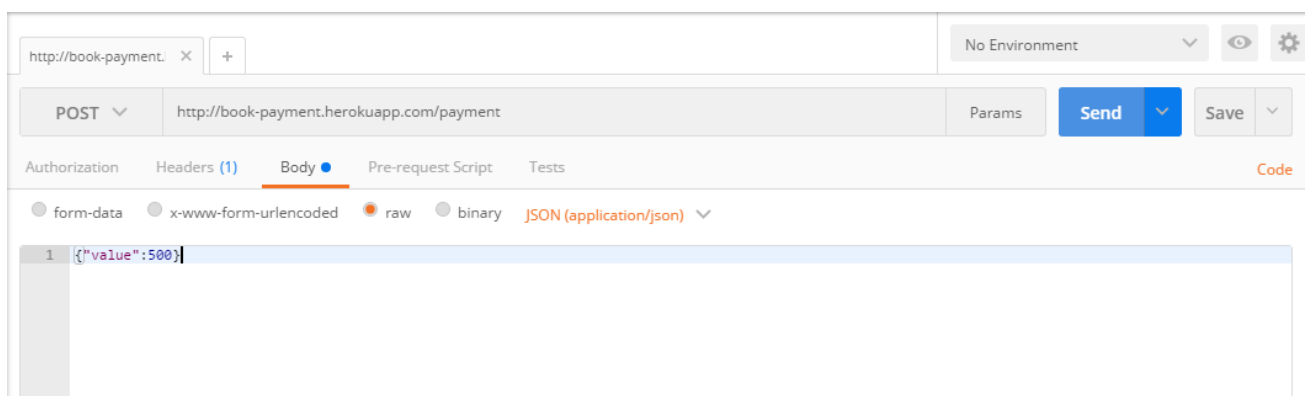 http://book-payment. × +
No Environment
POST http://book-payment.herokuapp.com/payment Params Send Save
Authorization Headers (1) Body Pre-request Script Tests Code
form-data x-www-form-urlencoded raw binary JSON (application/json)
1 {"value":500}